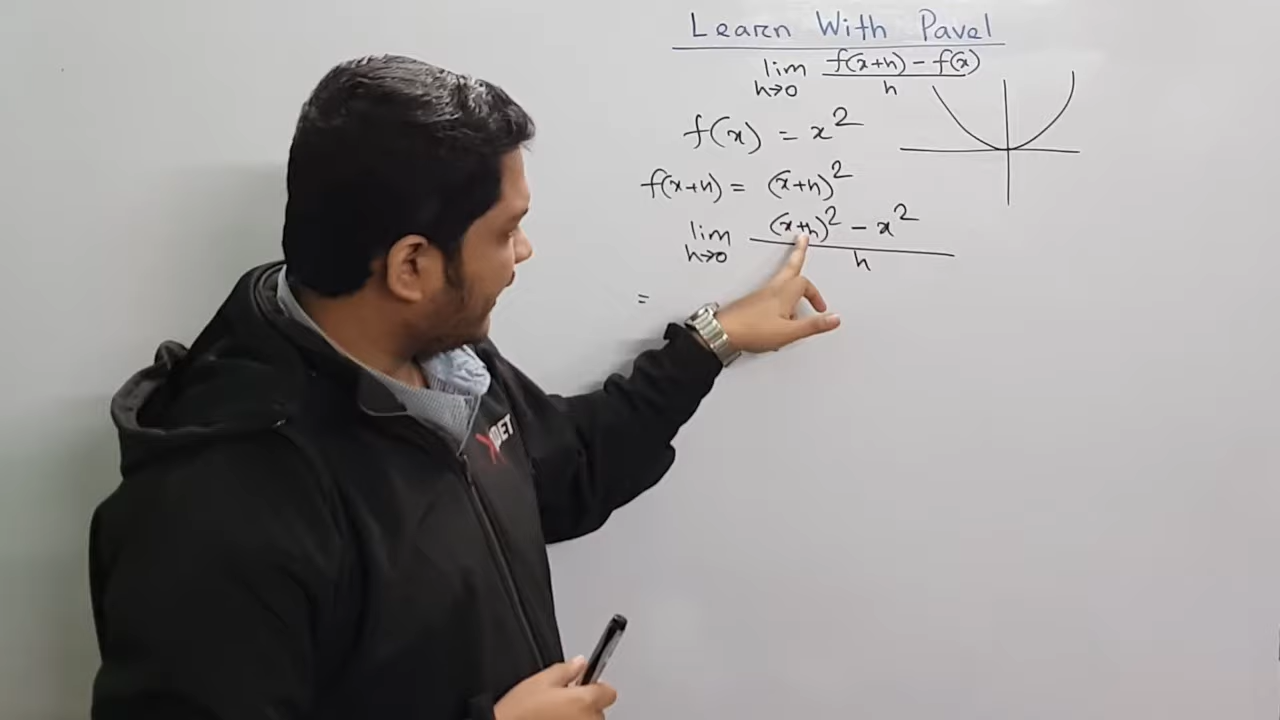 Learn With Pavel
lim h→0 f(x+h) - f(x) / h
f(x) = x²
f(x+h) = (x+h)²
lim h→0 (x+h)² - x² / h
=